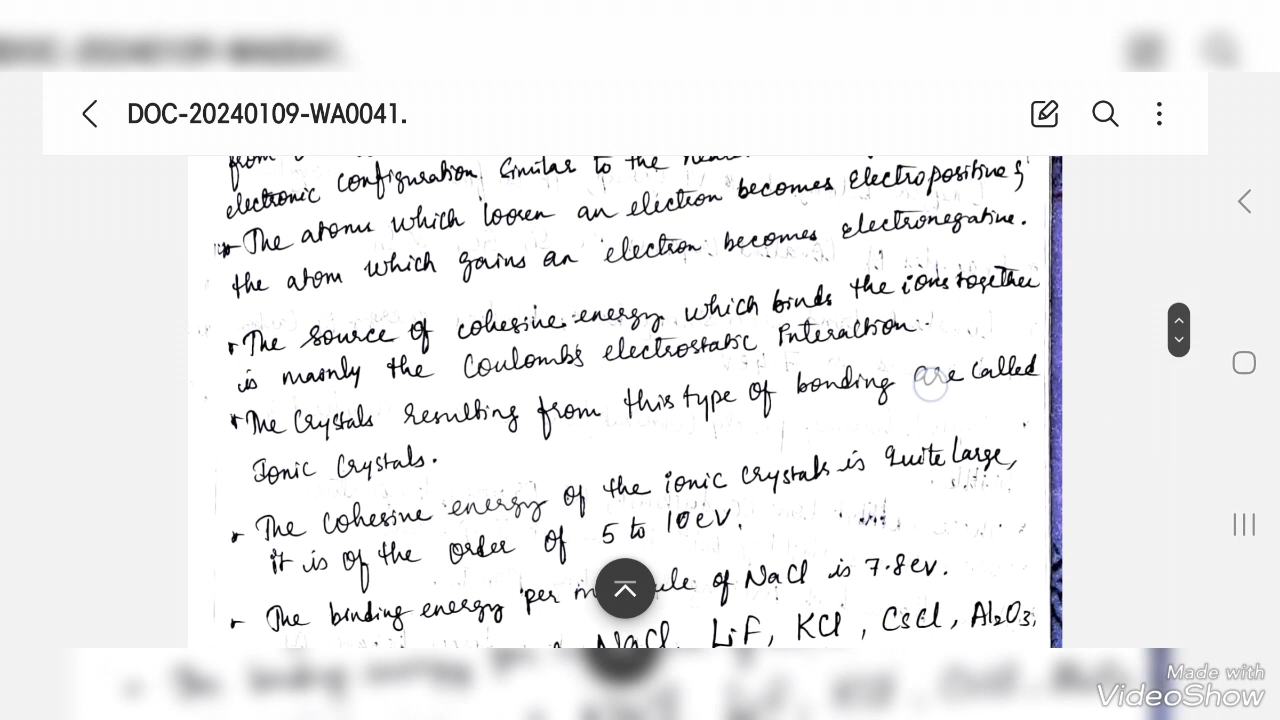 DOC-20240109-WA0041.
from
electronic configuration similar to the
The atoms which loosen an election becomes electropositive &
the atom which gains an electron becomes electronegative.
The source of cohesive energy which binds the ions together
is mainly the Coulomb's electrostatic Interaction.
The Crystals resulting from this type of bonding are called
Ionic Crystals.
The cohesive energy of the ionic crystals is quite large,
it is of the order of 5 to 10ev.
The binding energy per of NaCl is 7.8ev.
NaCl, LiF, KCl, CsCl, Al2O3,
Made with
VideoShow